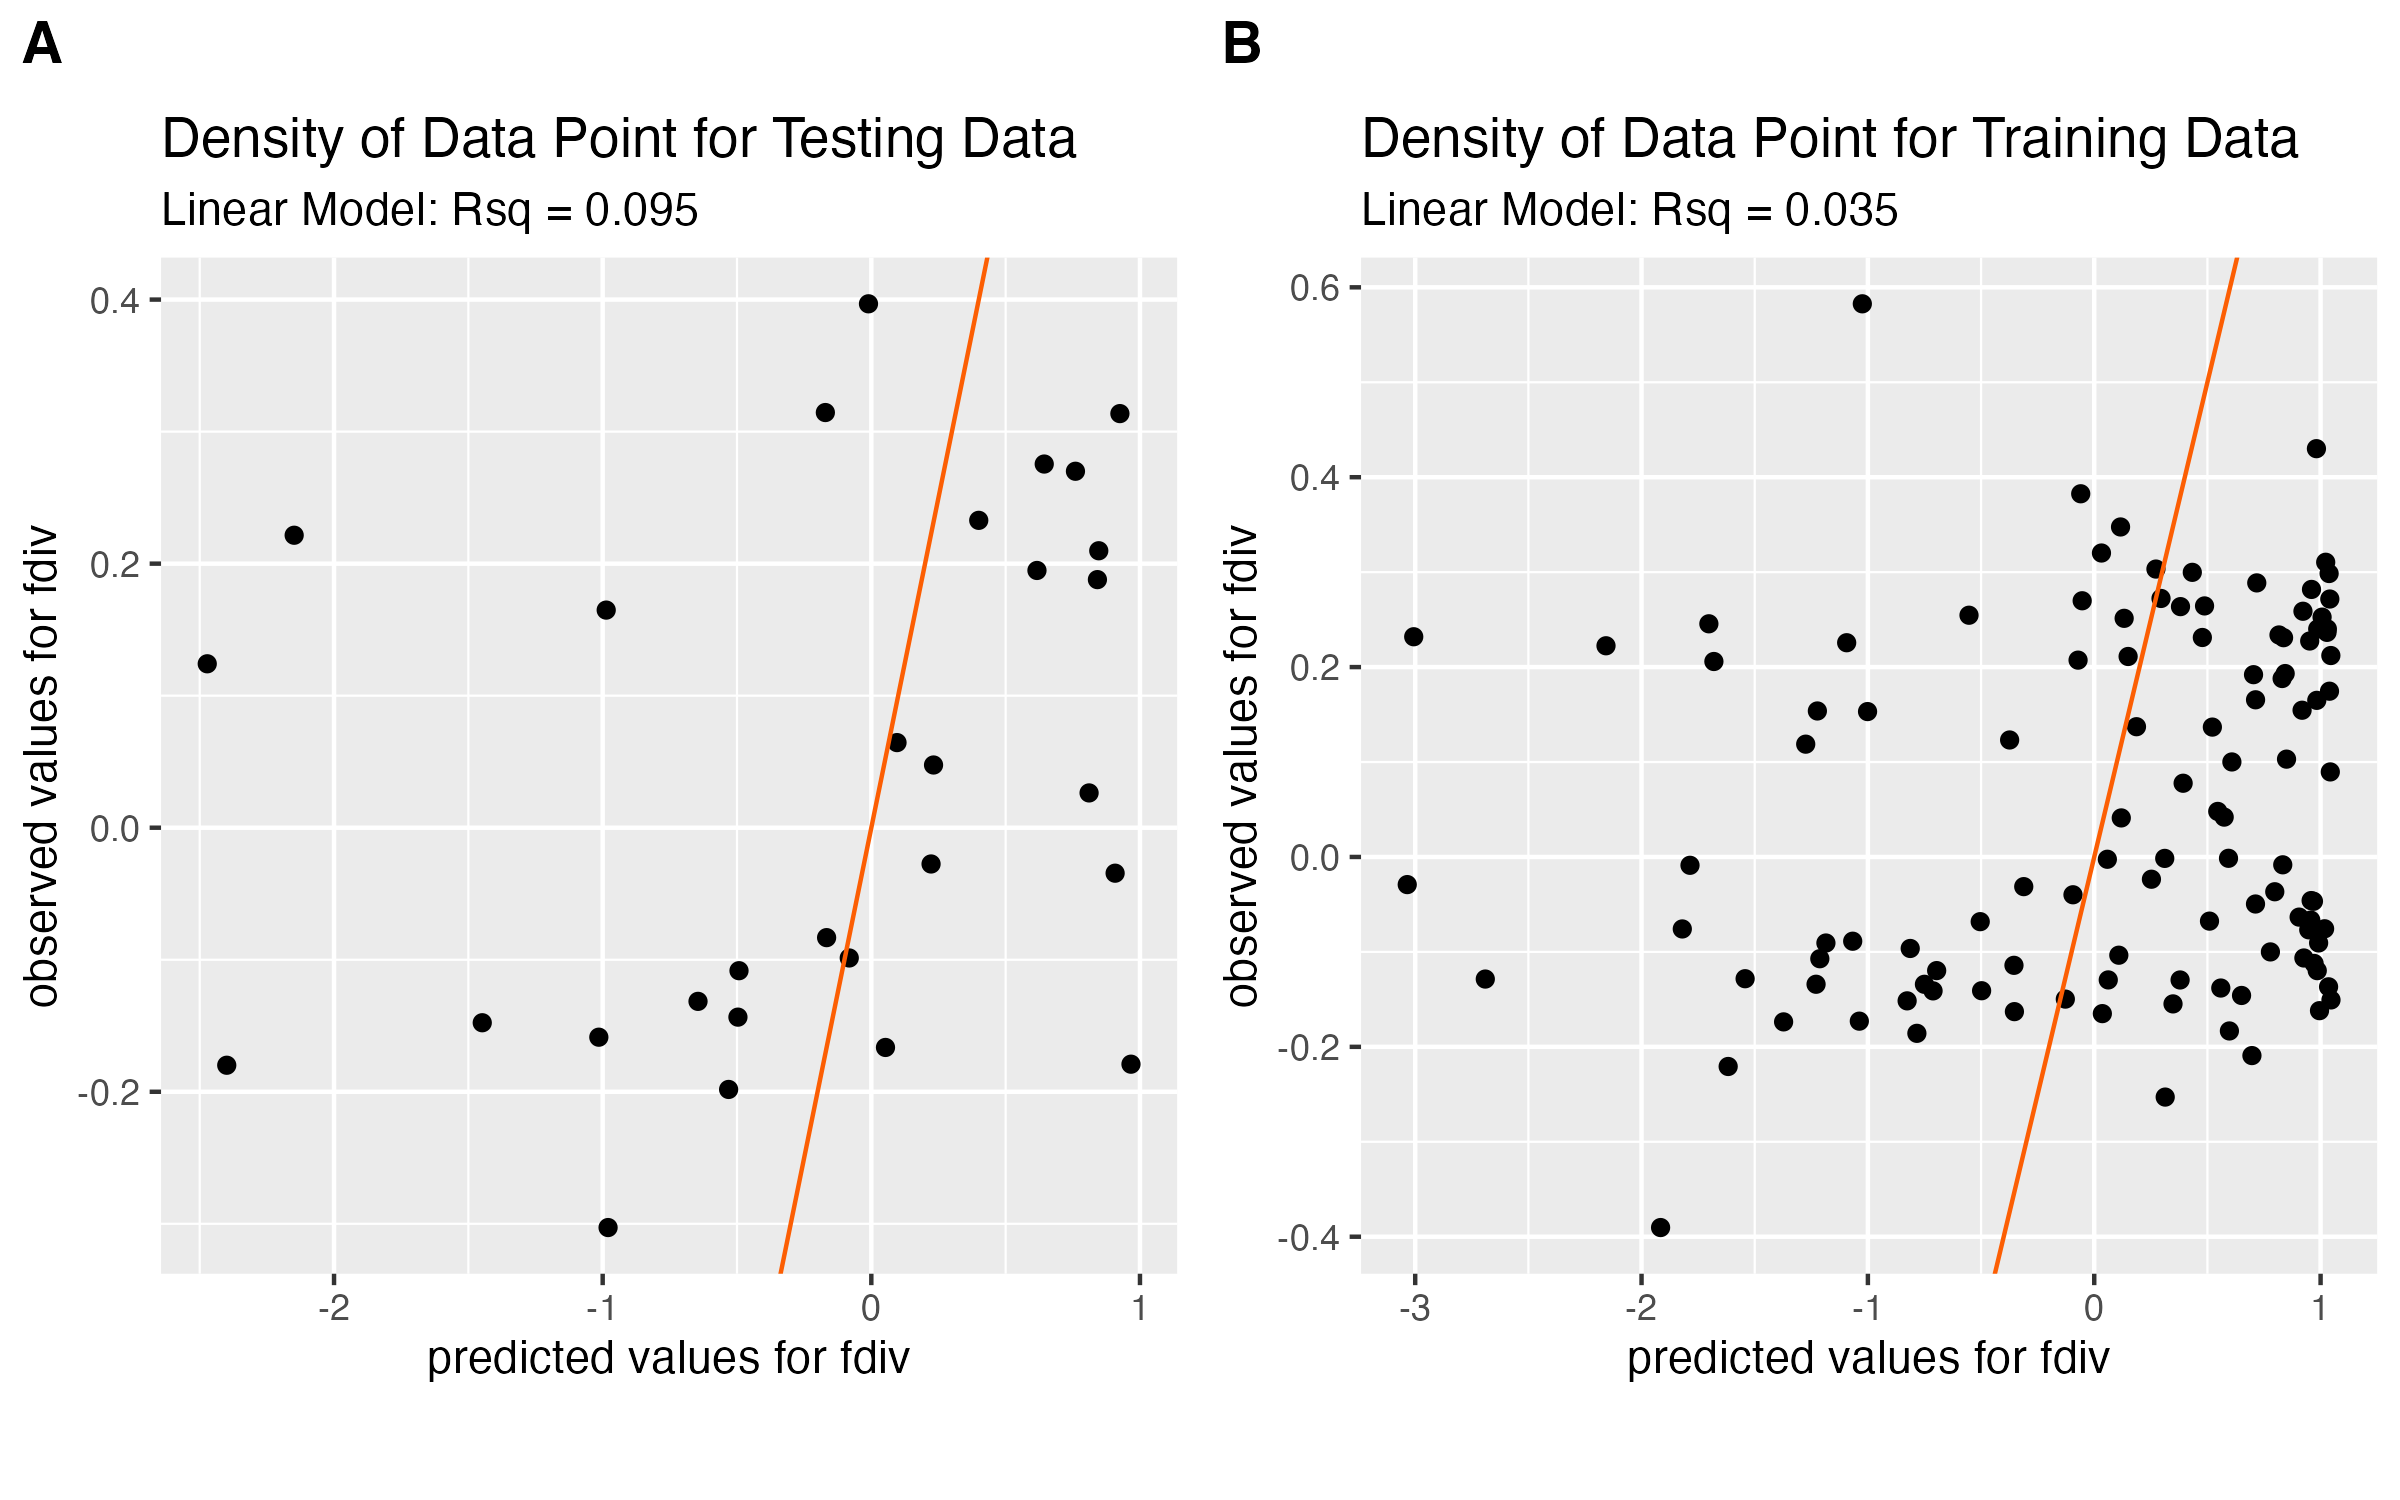 A
Density of Data Point for Testing Data
Linear Model: Rsq = 0.095
0.4
0.2
0.0
-0.2
observed values for fdiv
-2
-1
0
1
predicted values for fdiv
B
Density of Data Point for Training Data
Linear Model: Rsq = 0.035
0.6
0.4
0.2
0.0
-0.2
-0.4
observed values for fdiv
-3
-2
-1
0
1
predicted values for fdiv